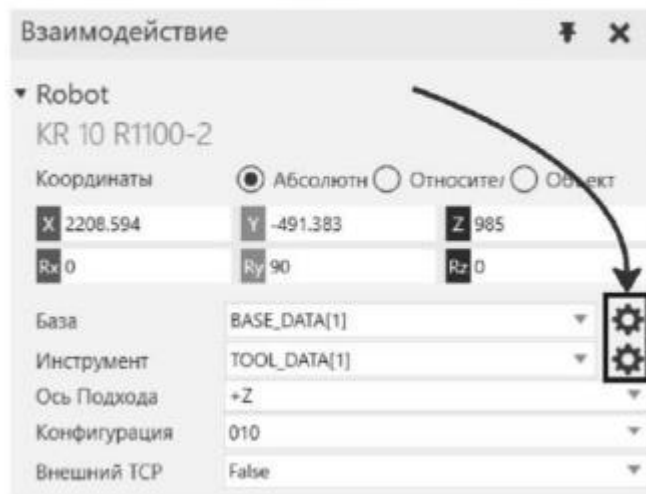 Взаимодействие
Robot
KR 10 R1100-2
Координаты Абсолютн Относител Объект
X 2208.594 Y -491.383 Z 985
Rx 0 Ry 90 Rz 0
База BASE_DATA[1]
Инструмент TOOL_DATA[1]
Ось Подхода +Z
Конфигурация 010
Внешний TCP False